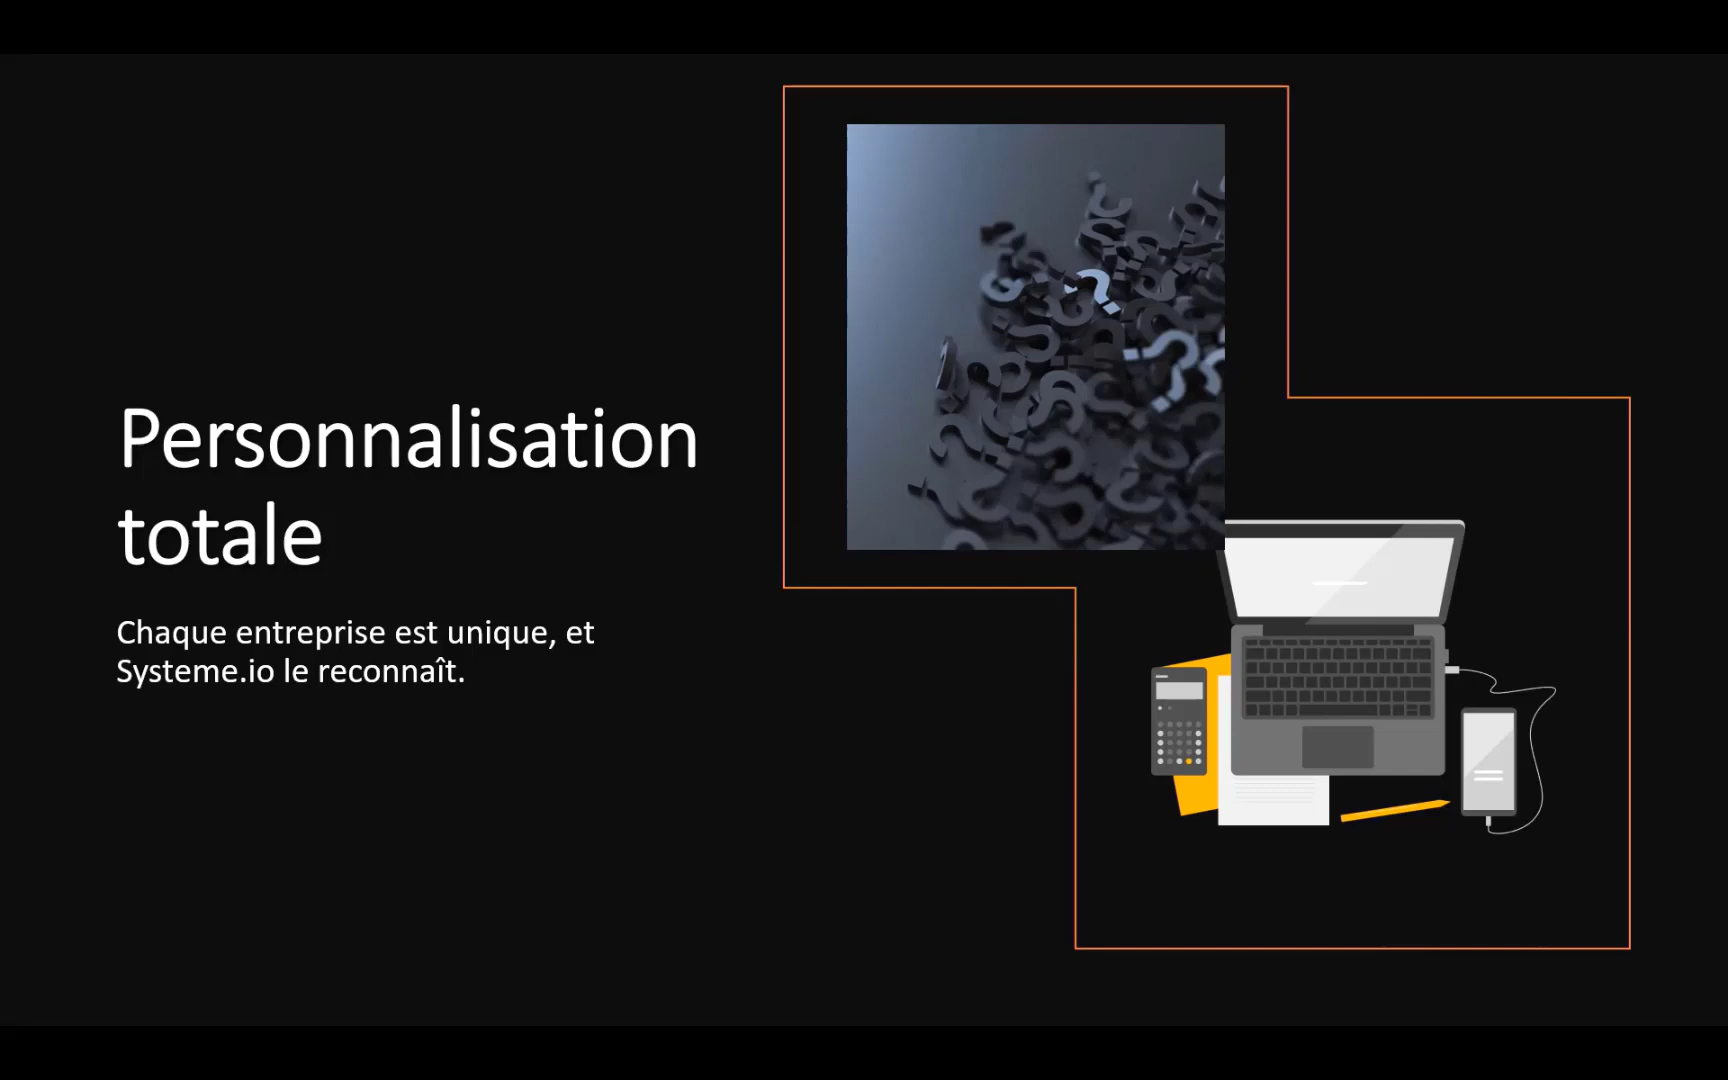 Personnalisation
totale
Chaque entreprise est unique, et
Systeme.io le reconnaît.